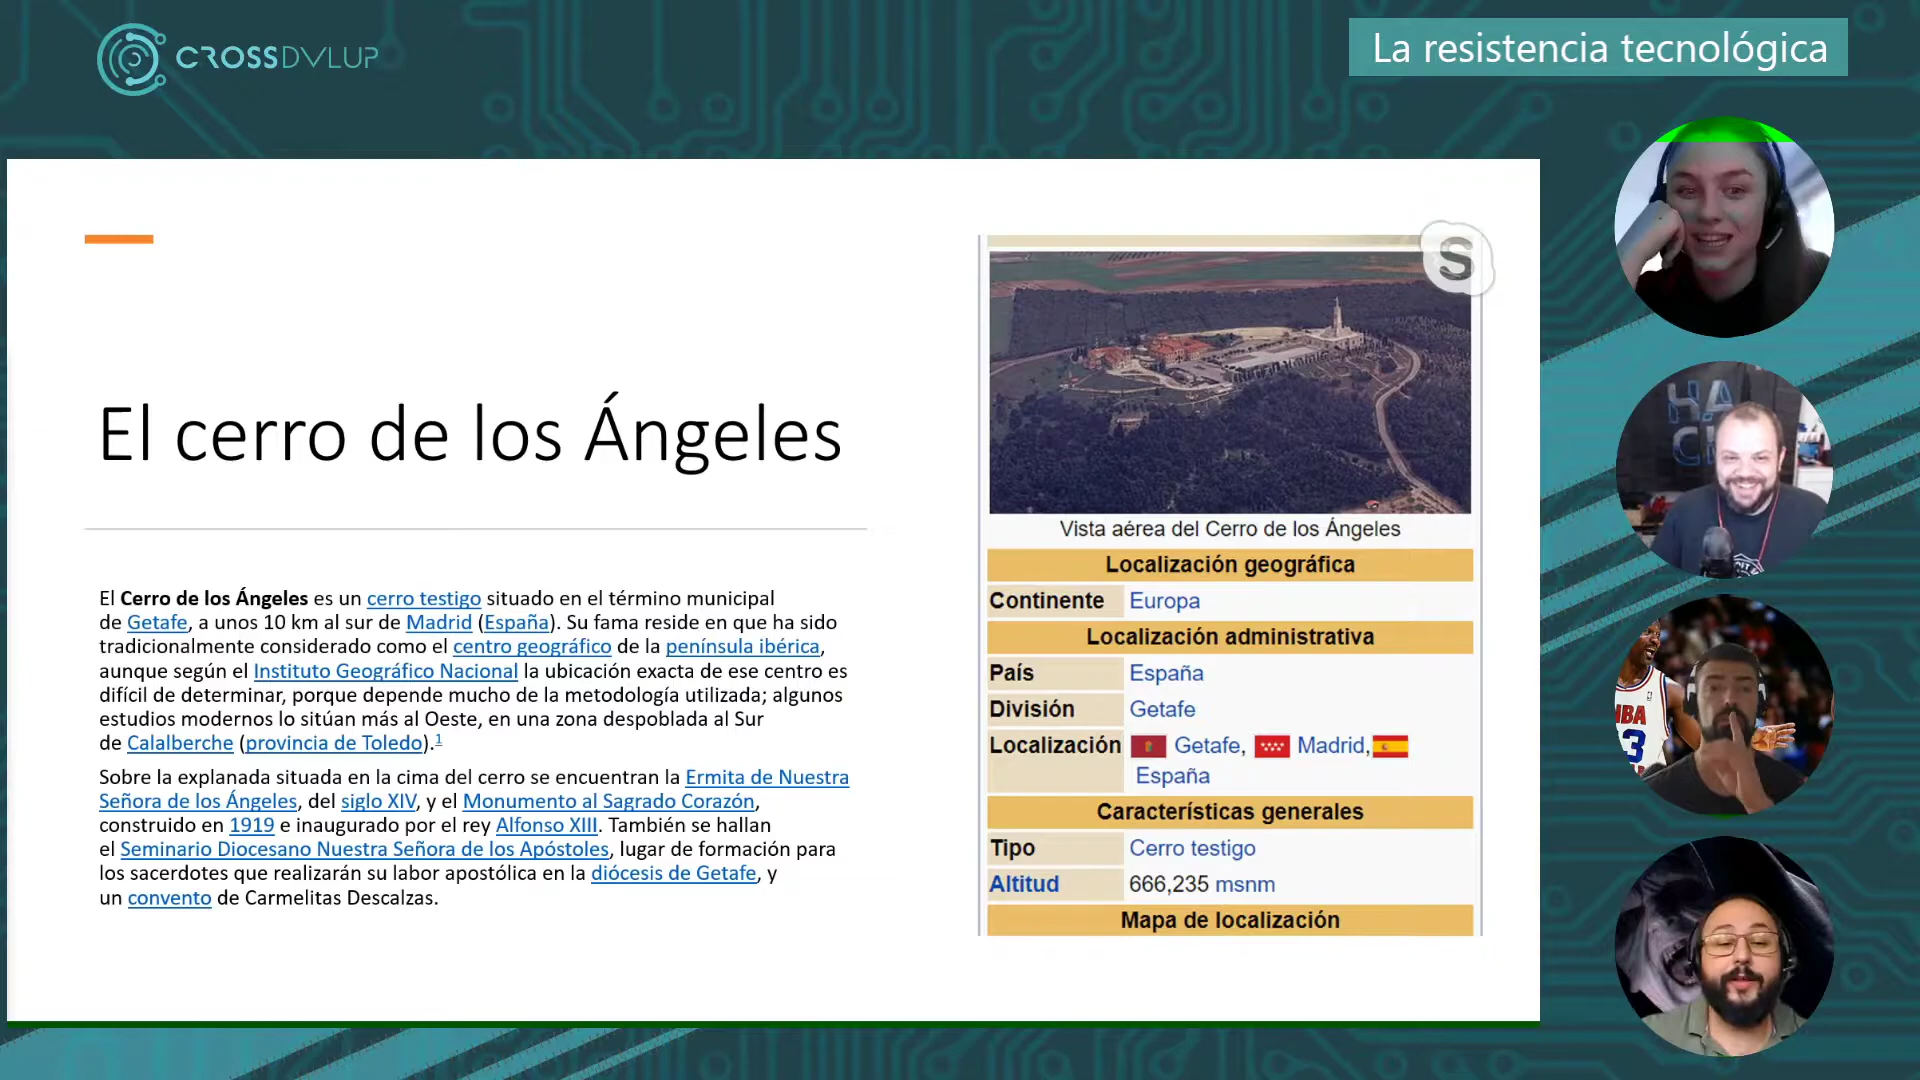 CROSSDVLUP
La resistencia tecnológica
El cerro de los Ángeles
El Cerro de los Ángeles es un cerro testigo situado en el término municipal
de Getafe, a unos 10 km al sur de Madrid (España). Su fama reside en que ha sido
tradicionalmente considerado como el centro geográfico de la península ibérica,
aunque según el Instituto Geográfico Nacional la ubicación exacta de ese centro es
difícil de determinar, porque depende mucho de la metodología utilizada; algunos
estudios modernos lo sitúan más al Oeste, en una zona despoblada al Sur
de Calalberche (provincia de Toledo).1
Sobre la explanada situada en la cima del cerro se encuentran la Ermita de Nuestra
Señora de los Ángeles, del siglo XIV, y el Monumento al Sagrado Corazón,
construido en 1919 e inaugurado por el rey Alfonso XIII. También se hallan
el Seminario Diocesano Nuestra Señora de los Apóstoles, lugar de formación para
los sacerdotes que realizarán su labor apostólica en la diócesis de Getafe, y
un convento de Carmelitas Descalzas.
S
Vista aérea del Cerro de los Ángeles
Localización geográfica
Continente Europa
Localización administrativa
País España
División Getafe
Localización Getafe, Madrid,
España
Características generales
Tipo Cerro testigo
Altitud 666,235 msnm
Mapa de localización
HA
NBA
3